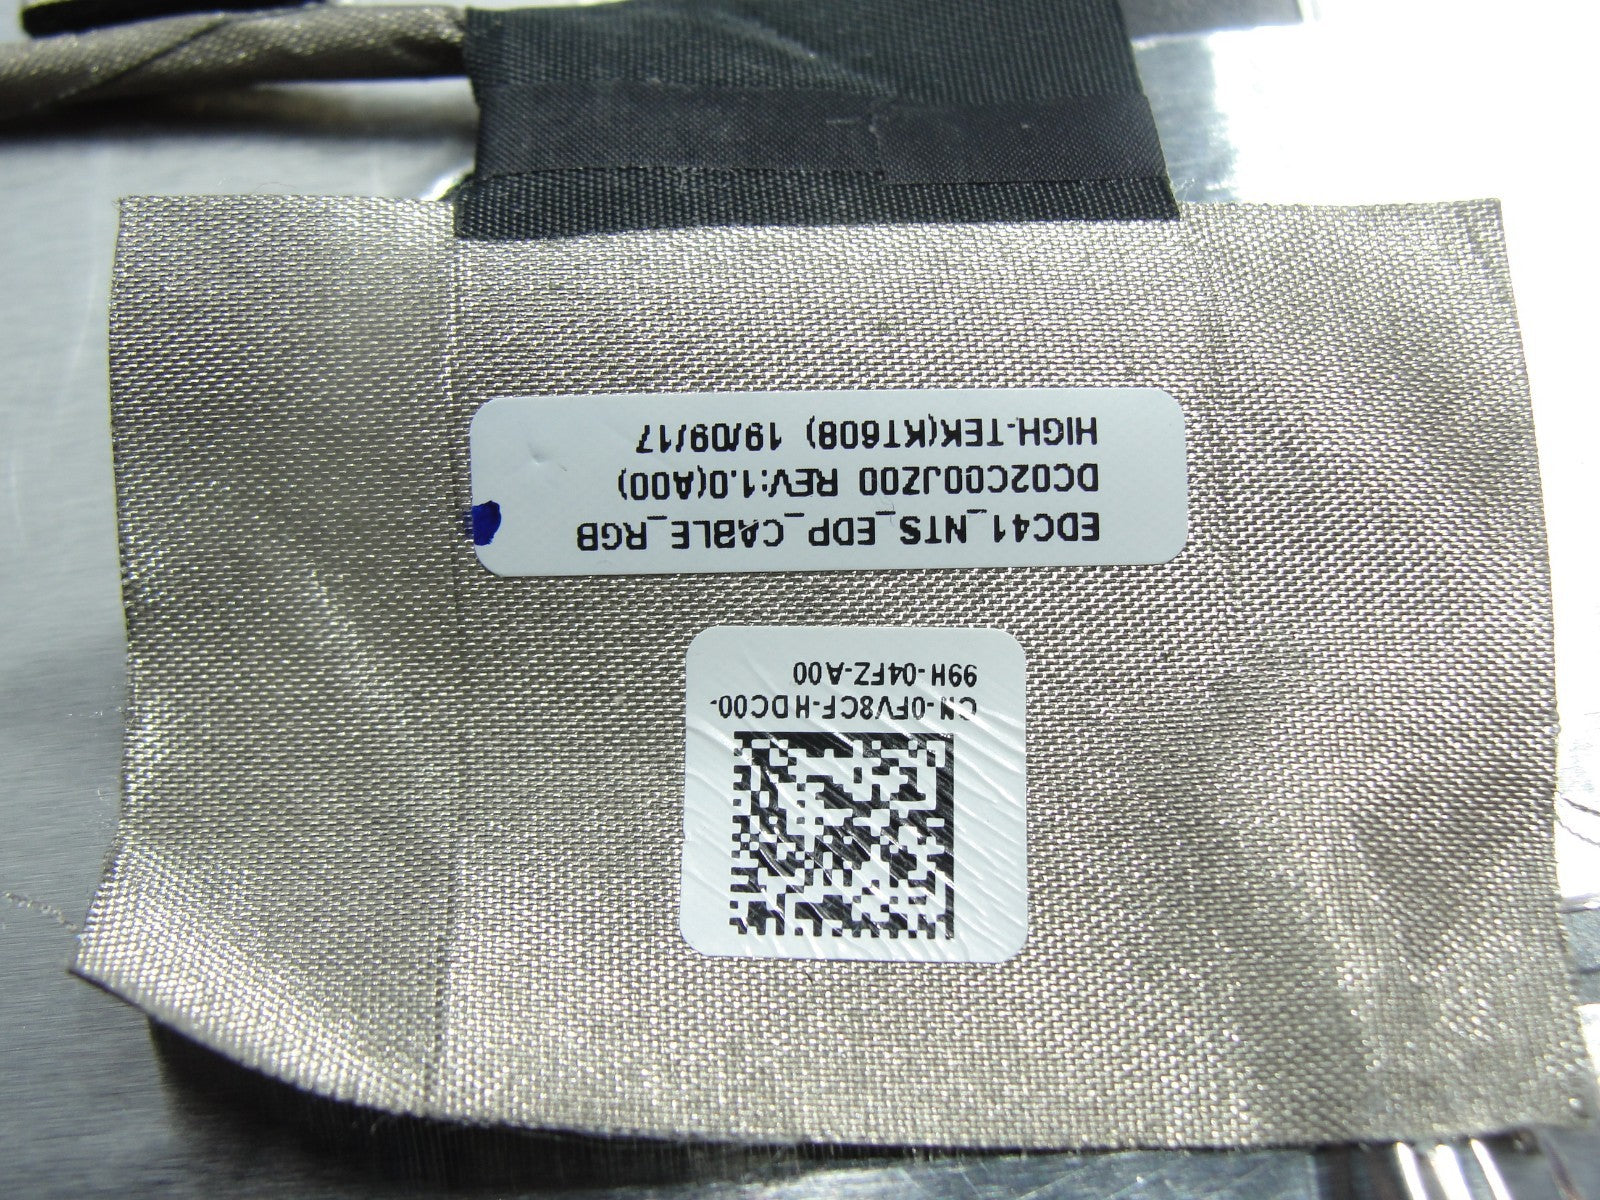 EDC41_NTS_EDP_CABLE_RGB
DC02C00JZ00 REV:1.0(A00)
HIGH-TEK(KT608) 19/09/17
CN-0FV8CF-HDC00-
99H-04FZ-A00